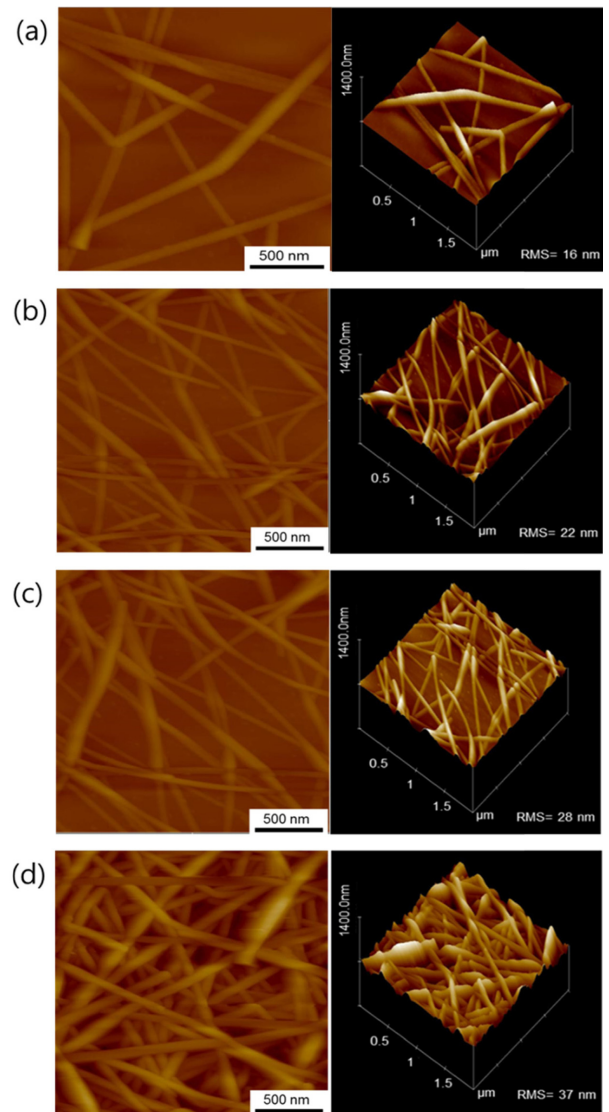 (a)
500 nm
1400.0nm
0.5
1
1.5
µm
RMS= 16 nm
(b)
500 nm
1400.0nm
0.5
1
1.5
µm
RMS= 22 nm
(c)
500 nm
1400.0nm
0.5
1
1.5
µm
RMS= 28 nm
(d)
500 nm
1400.0nm
0.5
1
1.5
µm
RMS= 37 nm